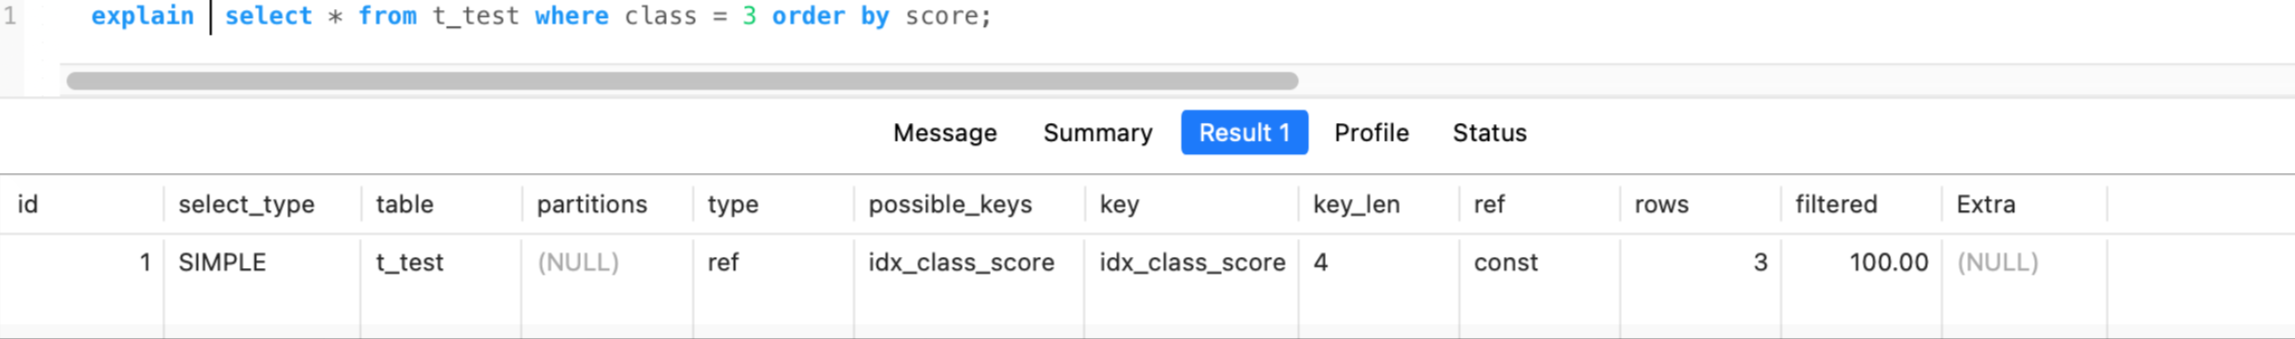 1 explain select * from t_test where class = 3 order by score;
Message Summary Result 1 Profile Status
id select_type table partitions type possible_keys key key_len ref rows filtered Extra
1 SIMPLE t_test (NULL) ref idx_class_score idx_class_score 4 const 3 100.00 (NULL)